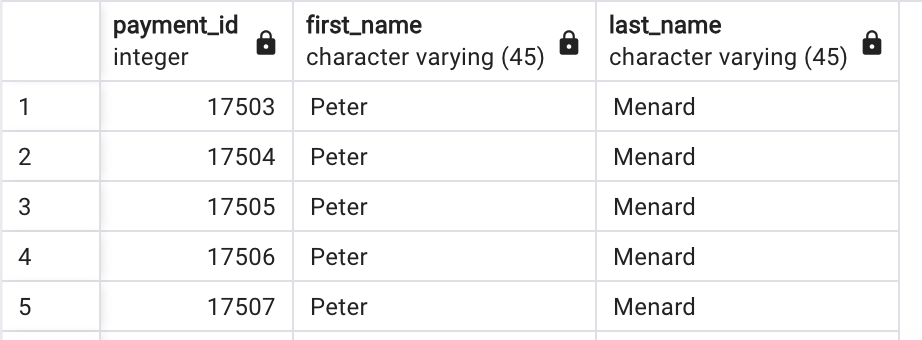 payment_id first_name last_name
integer character varying (45) character varying (45)
1 17503 Peter Menard
2 17504 Peter Menard
3 17505 Peter Menard
4 17506 Peter Menard
5 17507 Peter Menard